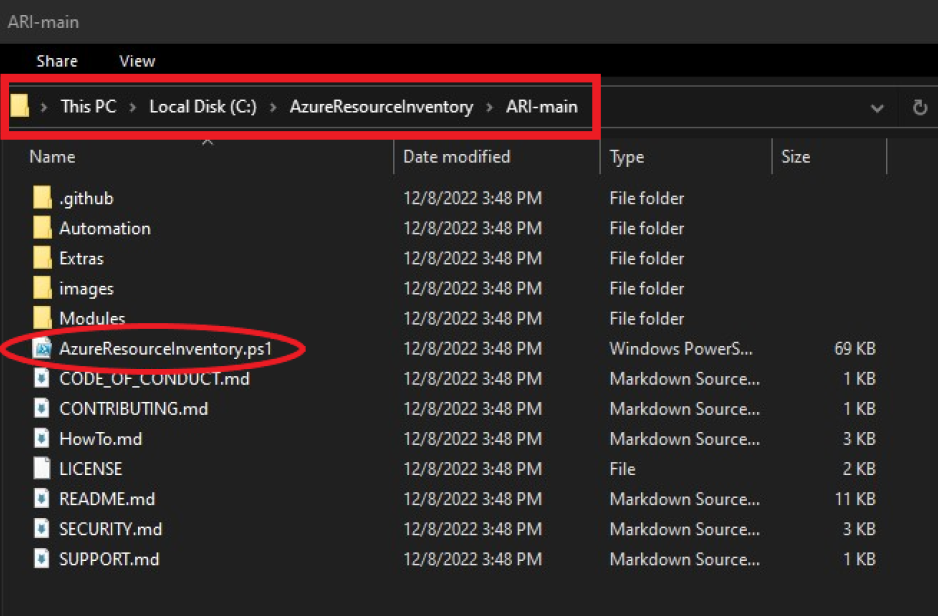 ARI-main
Share View
This PC › Local Disk (C:) › AzureResourceInventory › ARI-main
Name Date modified Type Size
.github 12/8/2022 3:48 PM File folder
Automation 12/8/2022 3:48 PM File folder
Extras 12/8/2022 3:48 PM File folder
images 12/8/2022 3:48 PM File folder
Modules 12/8/2022 3:48 PM File folder
AzureResourceInventory.ps1 12/8/2022 3:48 PM Windows PowerS... 69 KB
CODE_OF_CONDUCT.md 12/8/2022 3:48 PM Markdown Source... 1 KB
CONTRIBUTING.md 12/8/2022 3:48 PM Markdown Source... 1 KB
HowTo.md 12/8/2022 3:48 PM Markdown Source... 3 KB
LICENSE 12/8/2022 3:48 PM File 2 KB
README.md 12/8/2022 3:48 PM Markdown Source... 11 KB
SECURITY.md 12/8/2022 3:48 PM Markdown Source... 3 KB
SUPPORT.md 12/8/2022 3:48 PM Markdown Source... 1 KB